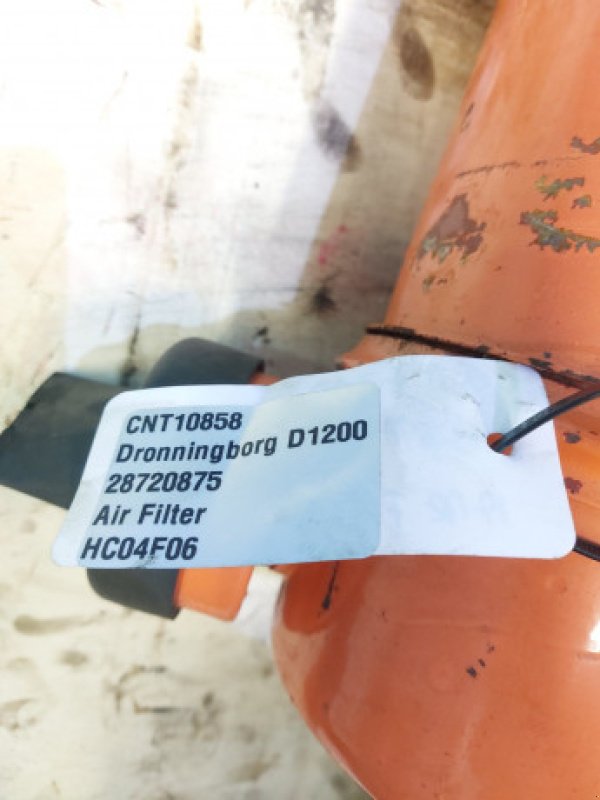 CNT10858
Dronningborg D1200
28720875
Air Filter
HC04F06